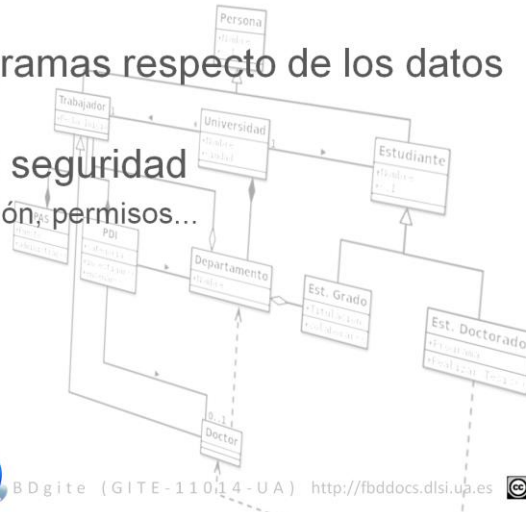 Persona
ramas respecto de los datos
Trabajador
Universidad
Estudiante
seguridad
ón, permisos...
PAS
PDI
Departamento
Est. Grado
Est. Doctorado
0..1
Doctor
BDgite (GITE-11014-UA) http://fbddocs.dlsi.ua.es